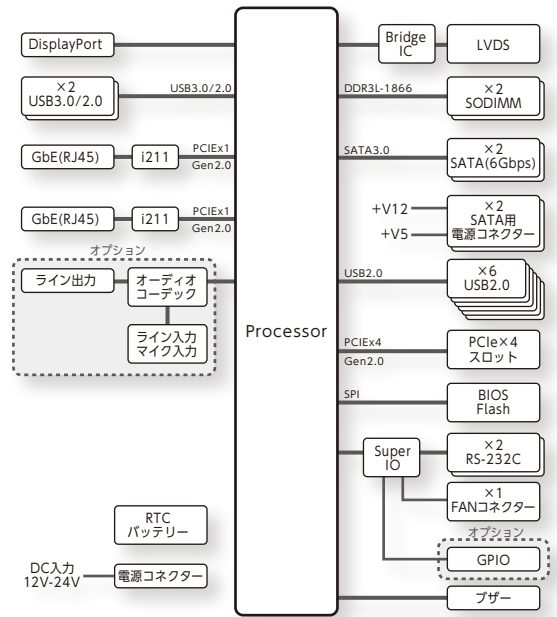 DisplayPort
×2
USB3.0/2.0
USB3.0/2.0
GbE(RJ45)
i211
PCIEx1
Gen2.0
GbE(RJ45)
i211
PCIEx1
Gen2.0
オプション
ライン出力
オーディオ
コーデック
ライン入力
マイク入力
RTC
バッテリー
DC入力
12V-24V
電源コネクター
Processor
Bridge
IC
LVDS
DDR3L-1866
×2
SODIMM
SATA3.0
×2
SATA(6Gbps)
+V12
+V5
×2
SATA用
電源コネクター
USB2.0
×6
USB2.0
PCIEx4
Gen2.0
PCIe×4
スロット
SPI
BIOS
Flash
Super
IO
×2
RS-232C
×1
FANコネクター
オプション
GPIO
ブザー